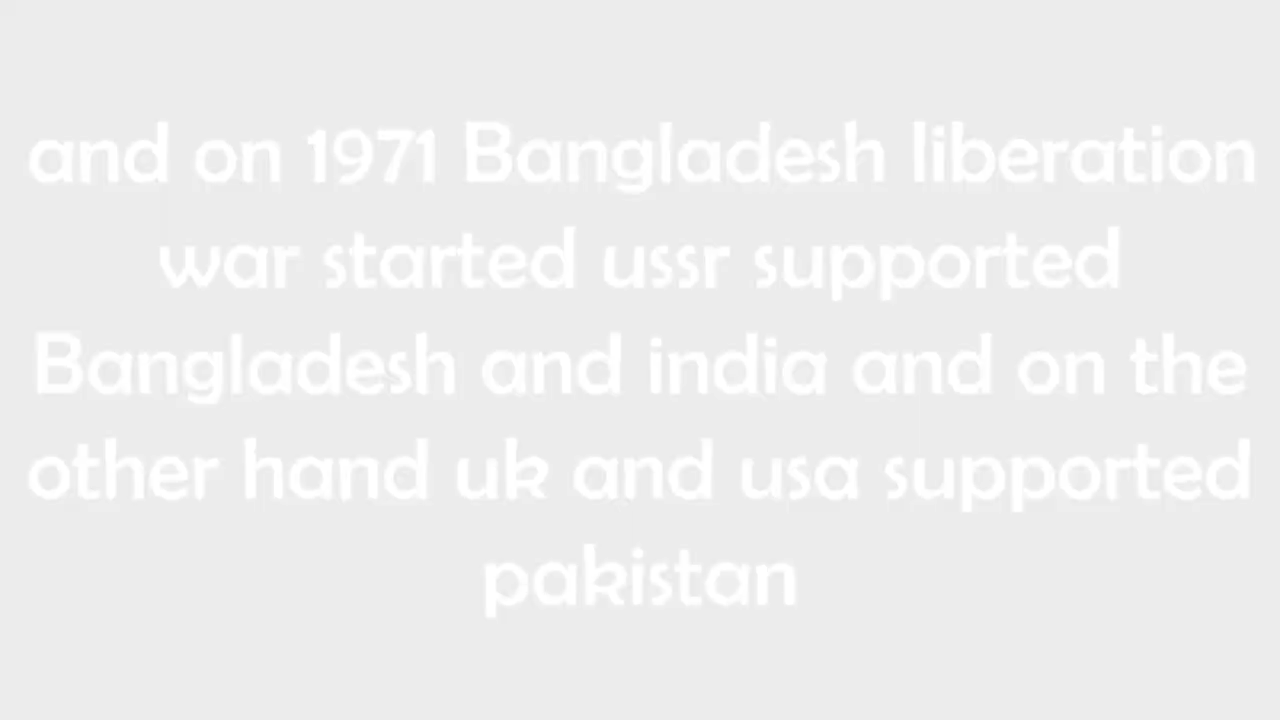 and on 1971 Bangladesh liberation
war started ussr supported
Bangladesh and india and on the
other hand uk and usa supported
pakistan